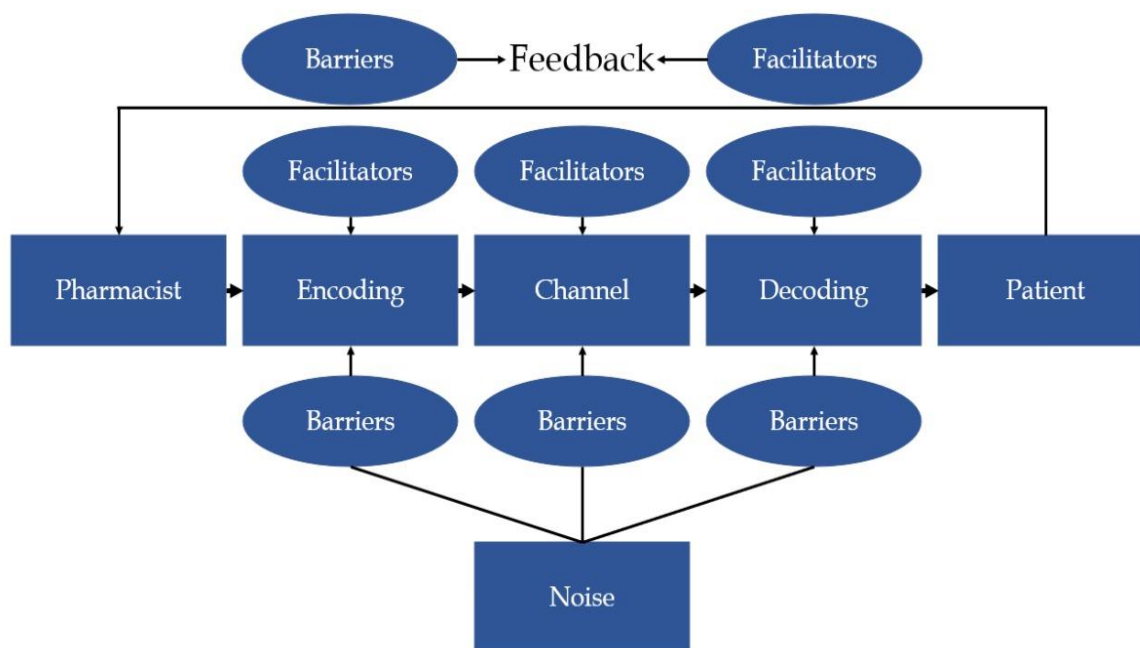 Barriers
Feedback
Facilitators
Facilitators
Facilitators
Facilitators
Pharmacist
Encoding
Channel
Decoding
Patient
Barriers
Barriers
Barriers
Noise